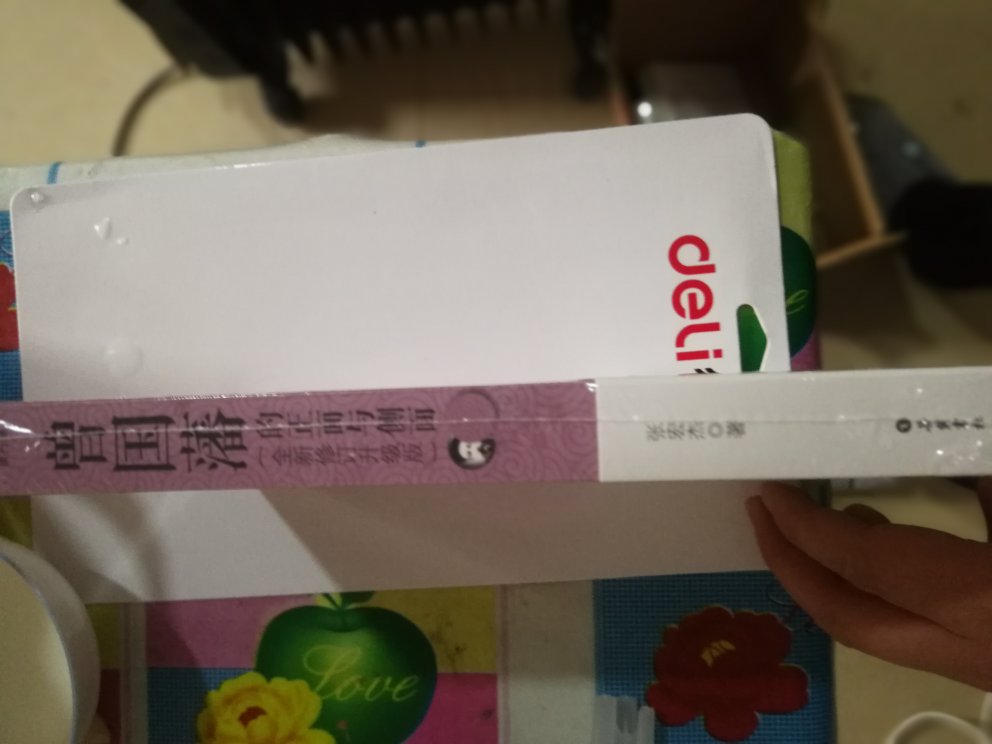 deli
曾国藩的正面与侧面
(全新修订升级版)
张宏杰◎著
Love